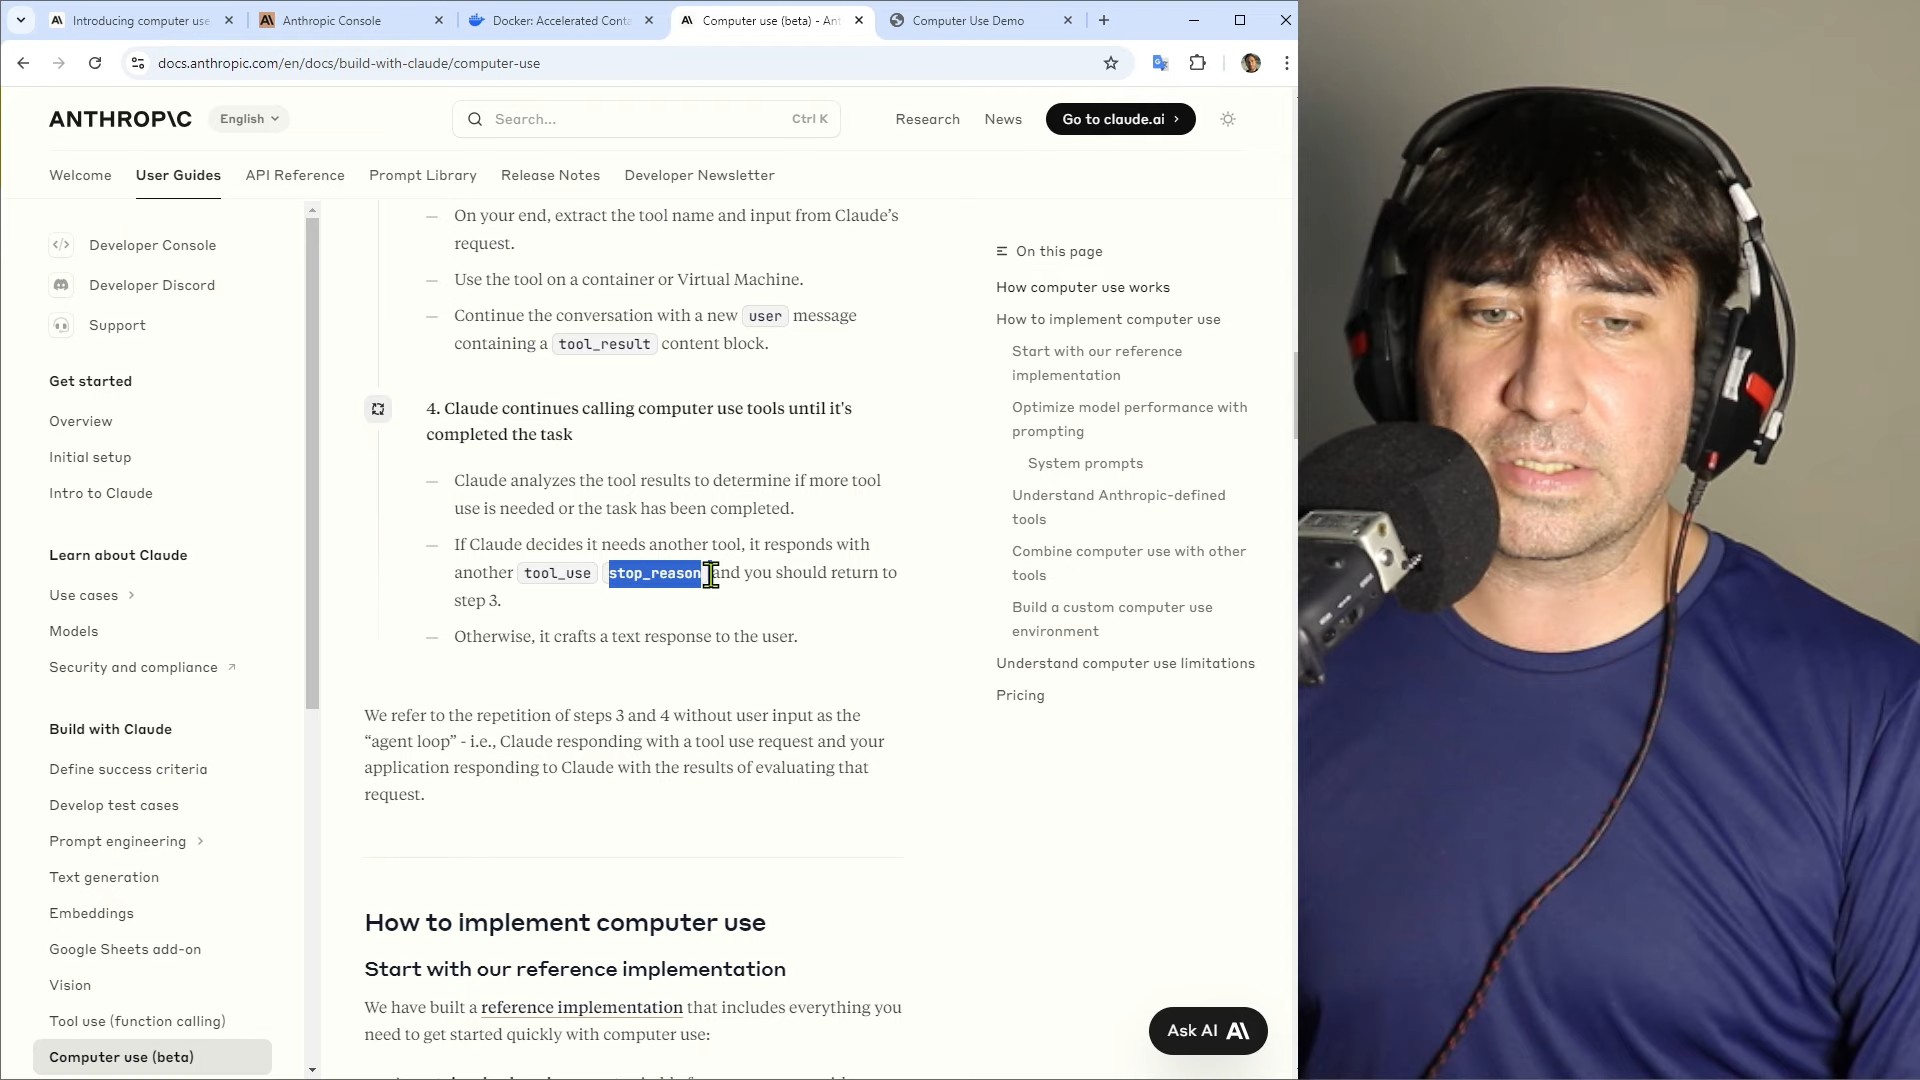 Introducing computer use
Anthropic Console
Docker: Accelerated Conta
Computer use (beta) - Ant
Computer Use Demo
docs.anthropic.com/en/docs/build-with-claude/computer-use
ANTHROP\C
English
Search...
Ctrl K
Research
News
Go to claude.ai
Welcome
User Guides
API Reference
Prompt Library
Release Notes
Developer Newsletter
Developer Console
Developer Discord
Support
Get started
Overview
Initial setup
Intro to Claude
Learn about Claude
Use cases
Models
Security and compliance
Build with Claude
Define success criteria
Develop test cases
Prompt engineering
Text generation
Embeddings
Google Sheets add-on
Vision
Tool use (function calling)
Computer use (beta)
— On your end, extract the tool name and input from Claude’s
request.
— Use the tool on a container or Virtual Machine.
— Continue the conversation with a new user message
containing a tool_result content block.
4. Claude continues calling computer use tools until it's
completed the task
— Claude analyzes the tool results to determine if more tool
use is needed or the task has been completed.
— If Claude decides it needs another tool, it responds with
another tool_use stop_reason and you should return to
step 3.
— Otherwise, it crafts a text response to the user.
We refer to the repetition of steps 3 and 4 without user input as the
“agent loop” - i.e., Claude responding with a tool use request and your
application responding to Claude with the results of evaluating that
request.
How to implement computer use
Start with our reference implementation
We have built a reference implementation that includes everything you
need to get started quickly with computer use:
On this page
How computer use works
How to implement computer use
Start with our reference
implementation
Optimize model performance with
prompting
System prompts
Understand Anthropic-defined
tools
Combine computer use with other
tools
Build a custom computer use
environment
Understand computer use limitations
Pricing
Ask AI